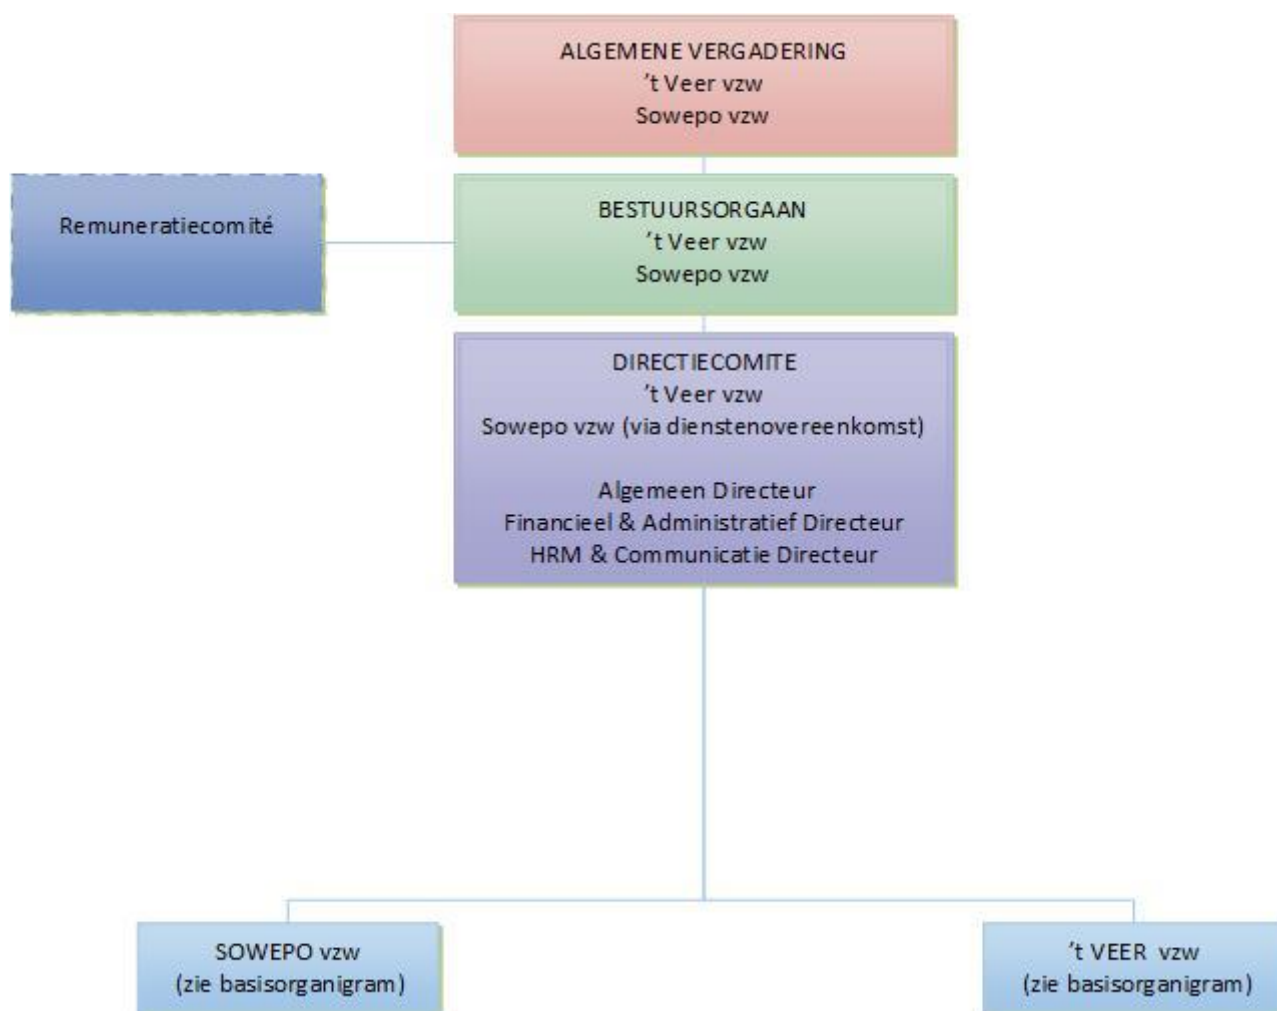 ALGEMENE VERGADERING
’t Veer vzw
Sowepo vzw
Remuneratiecomité
BESTUURSORGAAN
’t Veer vzw
Sowepo vzw
DIRECTIECOMITE
’t Veer vzw
Sowepo vzw (via dienstenovereenkomst)
Algemeen Directeur
Financieel & Administratief Directeur
HRM & Communicatie Directeur
SOWEPO vzw
(zie basisorganigram)
’t VEER vzw
(zie basisorganigram)